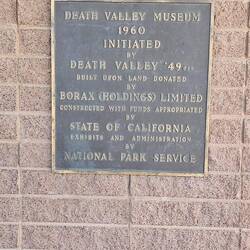 DEATH VALLEY MUSEUM
1960
INITIATED
BY
DEATH VALLEY '49ers
BUILT UPON LAND DONATED
BY
BORAX (HOLDINGS) LIMITED
CONSTRUCTED WITH FUNDS APPROPRIATED
BY
STATE OF CALIFORNIA
EXHIBITS AND ADMINISTRATION
BY
NATIONAL PARK SERVICE